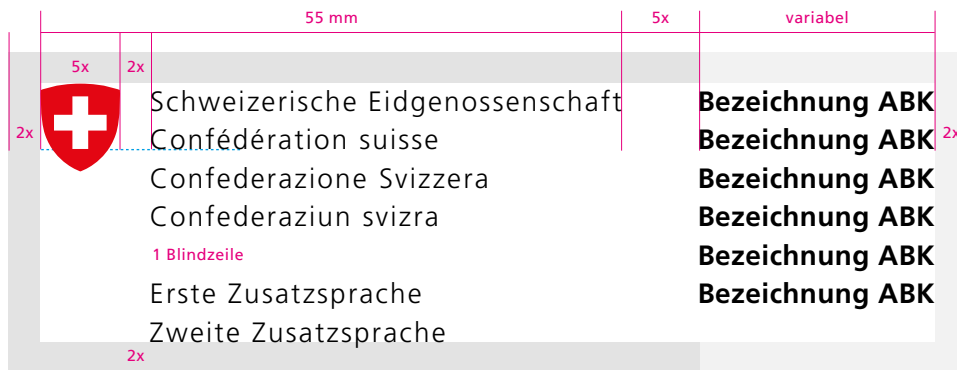 55 mm 5x variabel
5x 2x
Schweizerische Eidgenossenschaft Bezeichnung ABK
2x Confédération suisse Bezeichnung ABK 2x
Confederazione Svizzera Bezeichnung ABK
Confederaziun svizra Bezeichnung ABK
1 Blindzeile Bezeichnung ABK
Erste Zusatzsprache Bezeichnung ABK
Zweite Zusatzsprache
2x